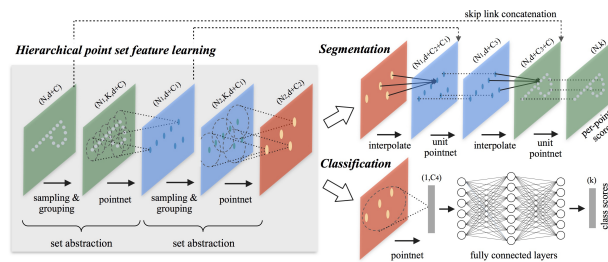 skip link concatenation
Hierarchical point set feature learning
Segmentation
(N,d+C)
(N1,K,d+C)
(N1,d+C1)
(N2,K,d+C1)
(N2,d+C2)
(N1,d+C2+C1)
(N1,d+C3)
(N,d+C3+C)
(N,k)
per-point
scores
interpolate
unit
pointnet
interpolate
unit
pointnet
sampling &
grouping
pointnet
sampling &
grouping
pointnet
set abstraction
set abstraction
Classification
(1,C4)
(k)
class scores
pointnet
fully connected layers